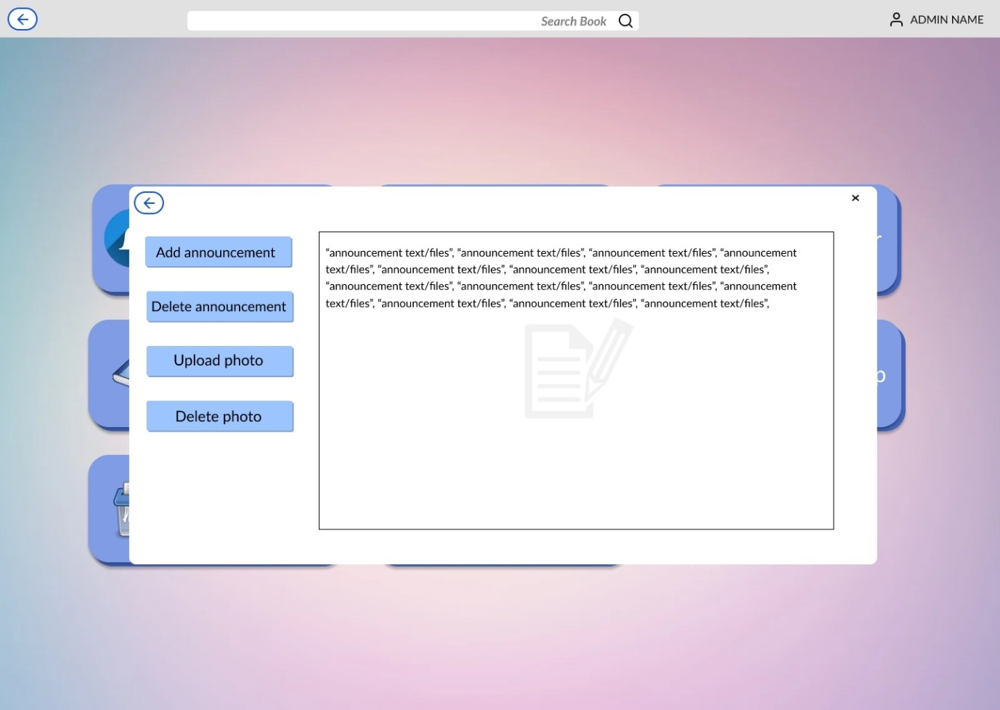 Search Book
ADMIN NAME
Add announcement
Delete announcement
Upload photo
Delete photo
“announcement text/files”, “announcement text/files”, “announcement text/files”, “announcement
text/files”, “announcement text/files”, “announcement text/files”, “announcement text/files”,
“announcement text/files”, “announcement text/files”, “announcement text/files”, “announcement
text/files”, “announcement text/files”, “announcement text/files”, “announcement text/files”,